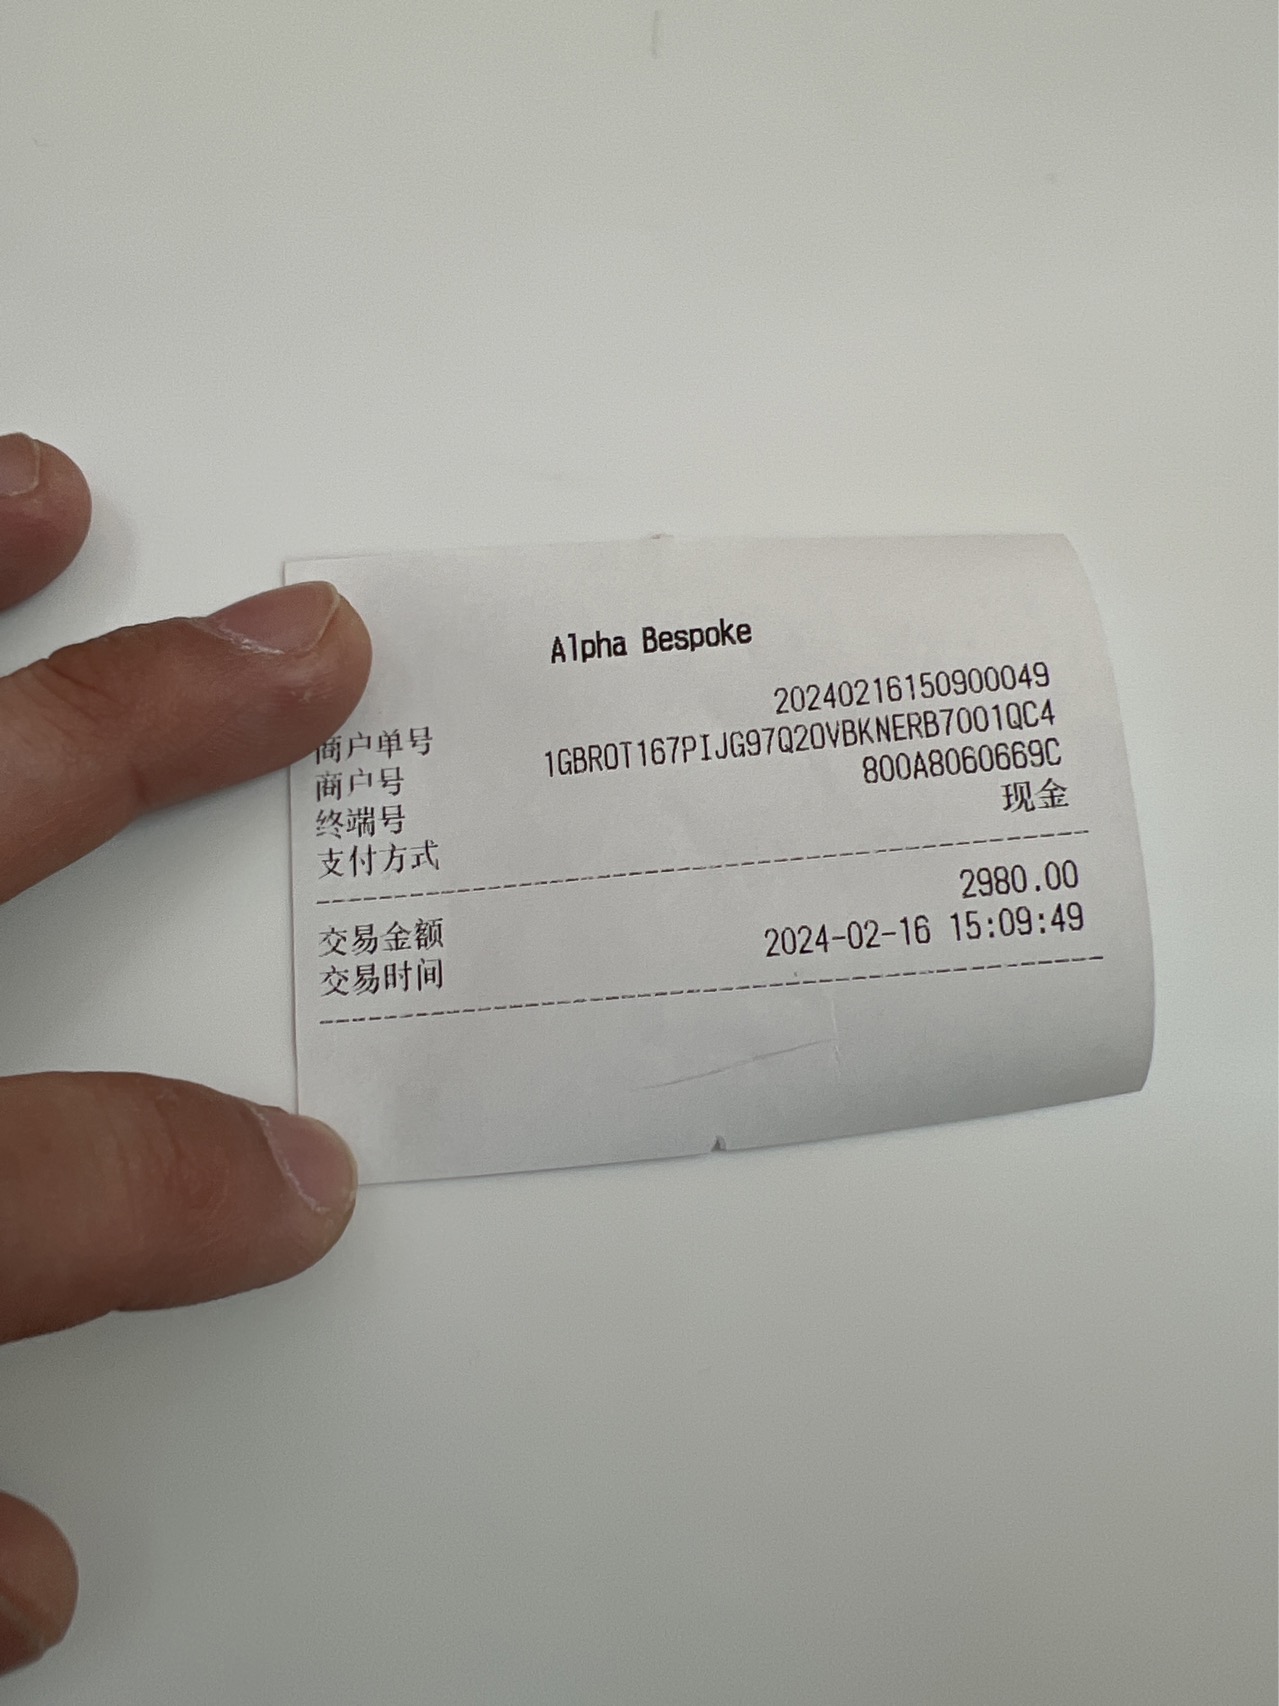 Alpha Bespoke
商户单号 20240216150900049
商户号 1GBROT167PIJG97Q20VBKNERB7001QC4
终端号 800A8060669C
支付方式 现金
交易金额 2980.00
交易时间 2024-02-16 15:09:49